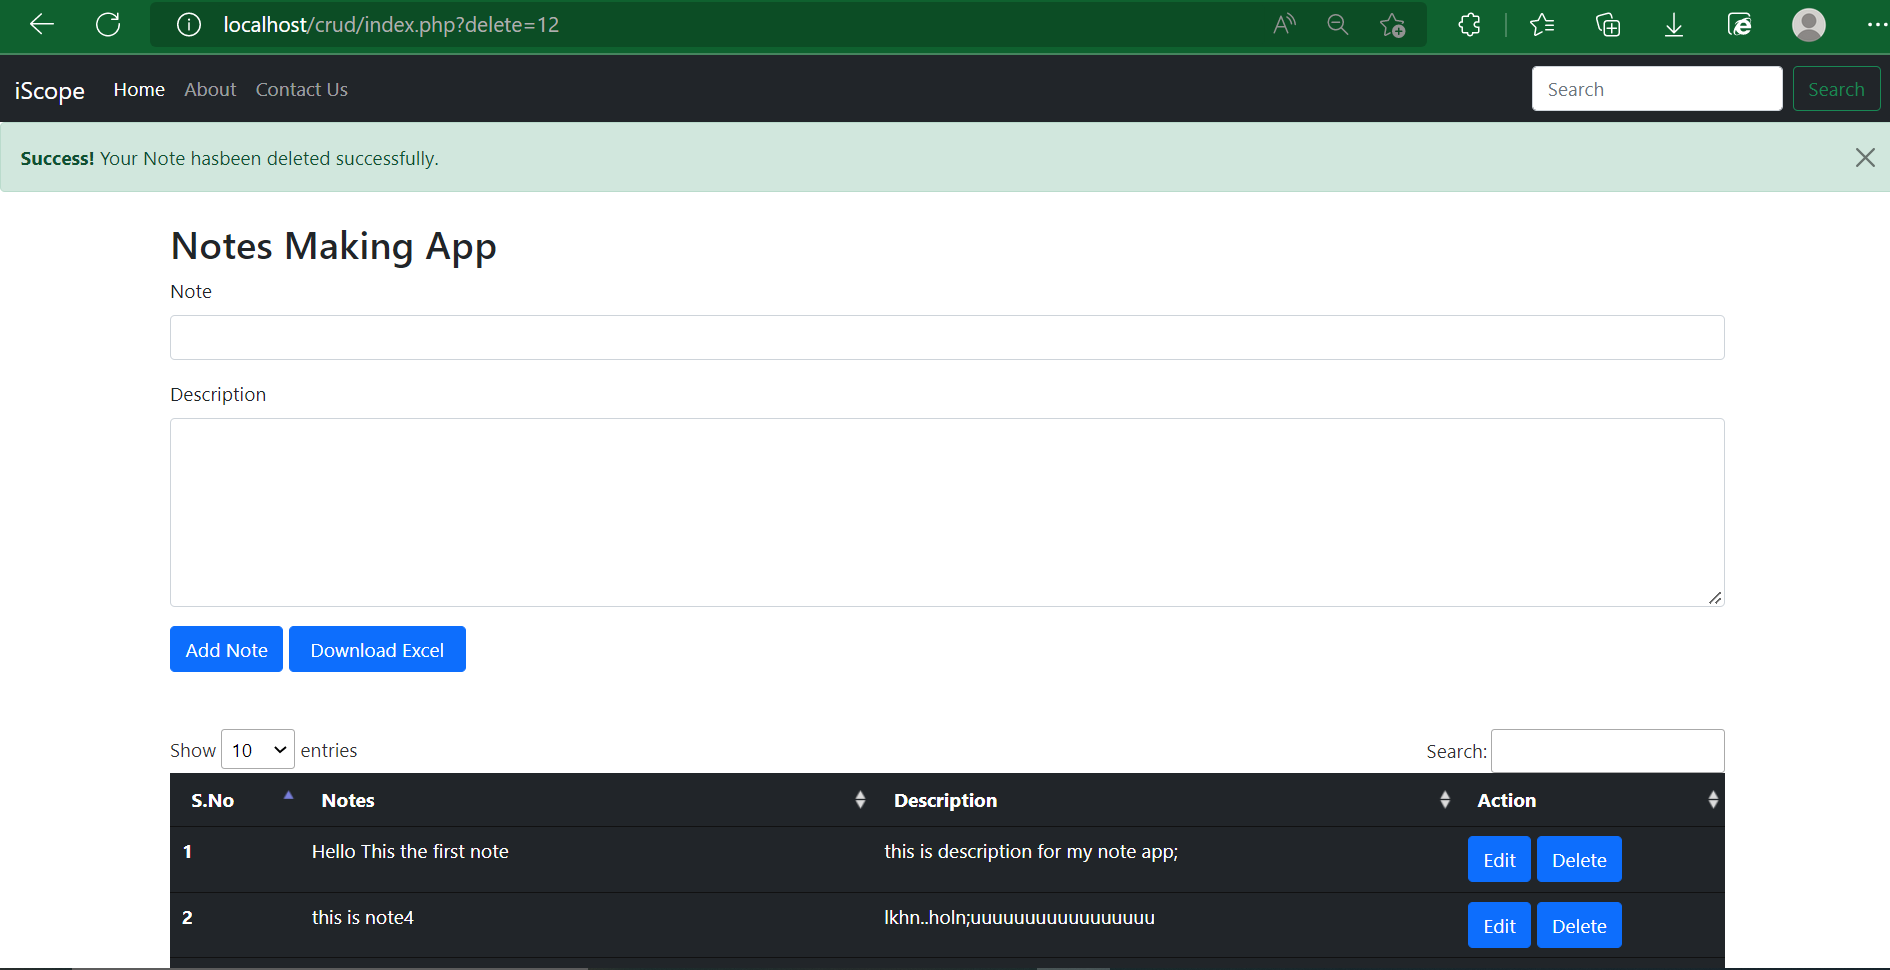 localhost/crud/index.php?delete=12
iScope Home About Contact Us Search Search
Success! Your Note hasbeen deleted successfully.
Notes Making App
Note
Description
Add Note Download Excel
Show 10 entries Search:
S.No Notes Description Action
1 Hello This the first note this is description for my note app; Edit Delete
2 this is note4 lkhn..holn;uuuuuuuuuuuuuuuuu Edit Delete